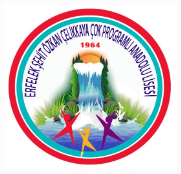 ERFELEK ŞEHİT ÖZKAN ÇELİKKAYA ÇOK PROGRAMLI ANADOLU LİSESİ
1964